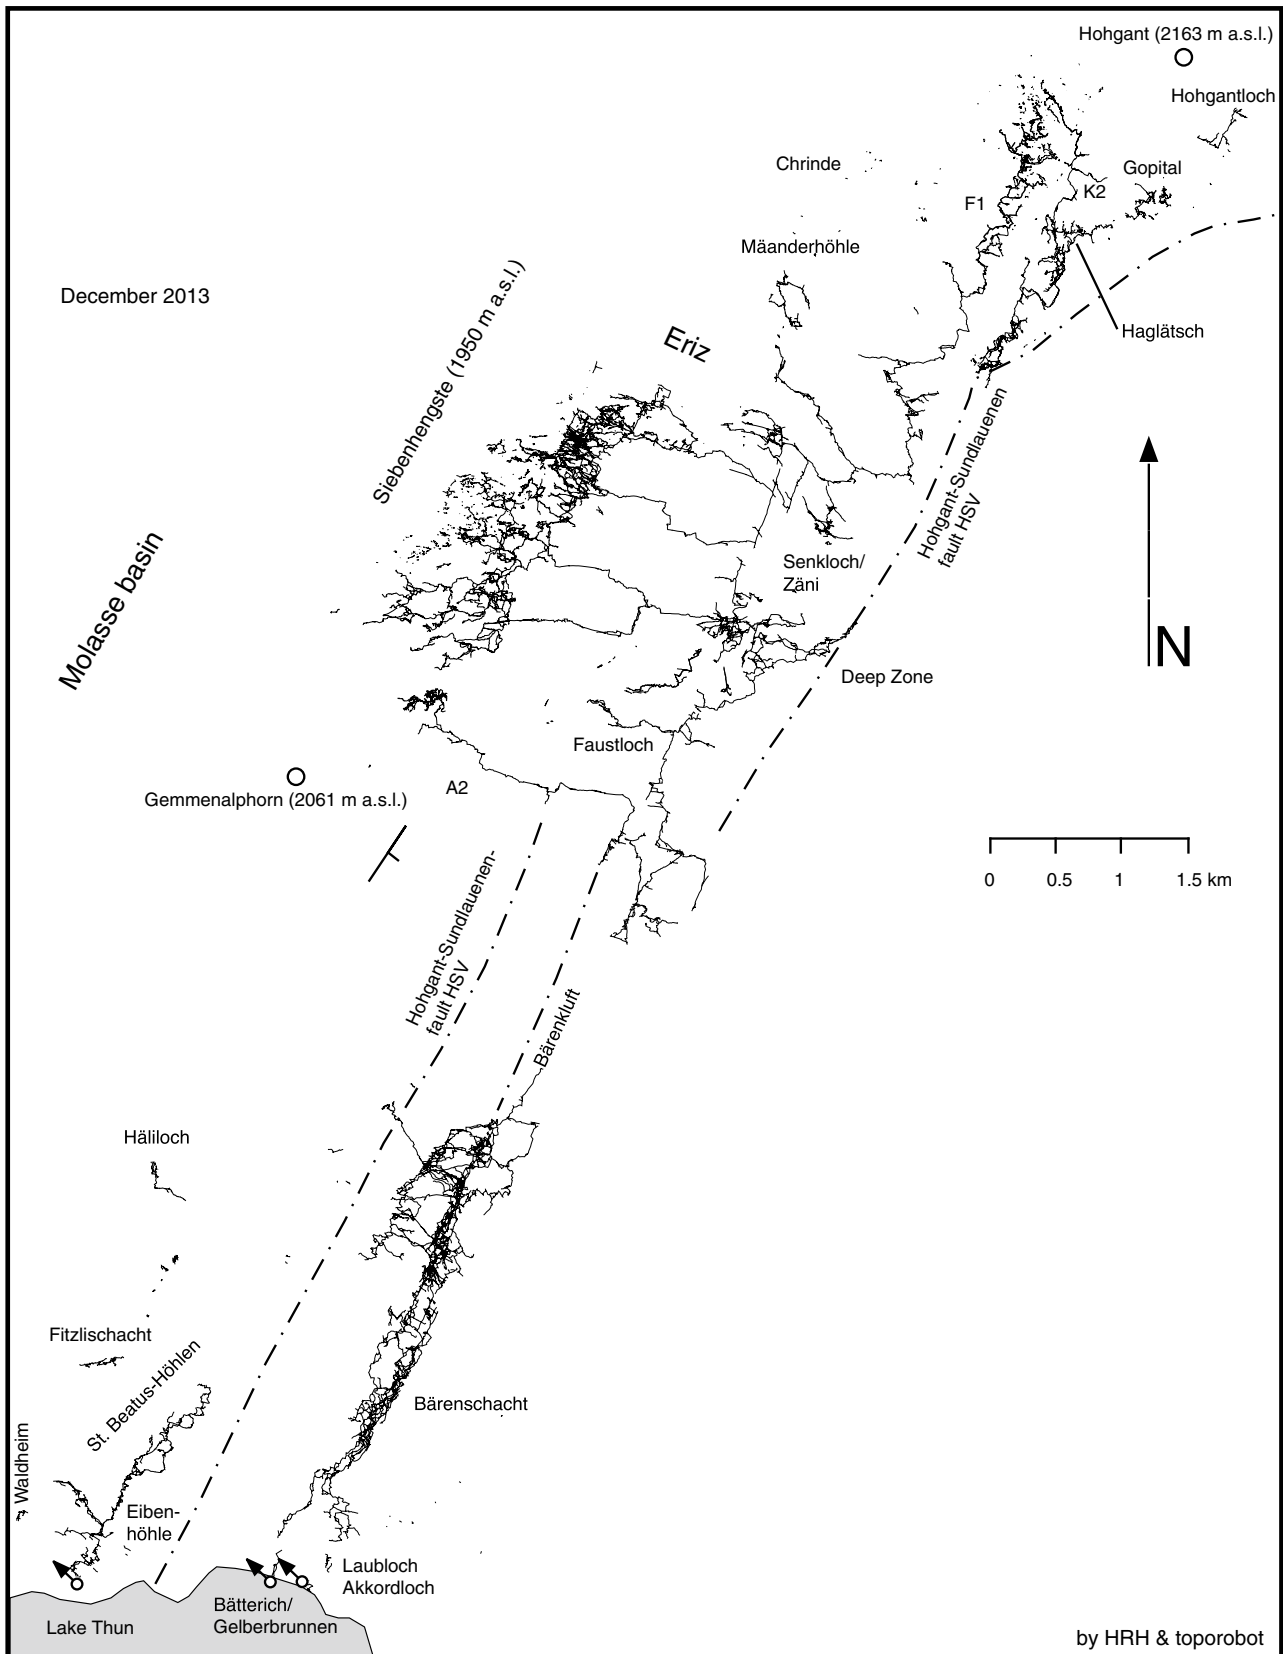 Hohgant (2163 m a.s.l.)
Hohgantloch
Chrinde
Gopital
K2
F1
Mäanderhöhle
December 2013
Siebenhengste (1950 m a.s.l.)
Eriz
Haglätsch
Hohgant-Sundlauenen
fault HSV
Molasse basin
Senkloch/
Zäni
N
Deep Zone
Faustloch
A2
Gemmenalphorn (2061 m a.s.l.)
0 0.5 1 1.5 km
Hohgant-Sundlauenen-
fault HSV
Bärenkluft
Häliloch
Fitzlischacht
St. Beatus-Höhlen
Bärenschacht
Waldheim
Eiben-
höhle
Laubloch
Akkordloch
Bätterich/
Gelberbrunnen
Lake Thun
by HRH & toporobot